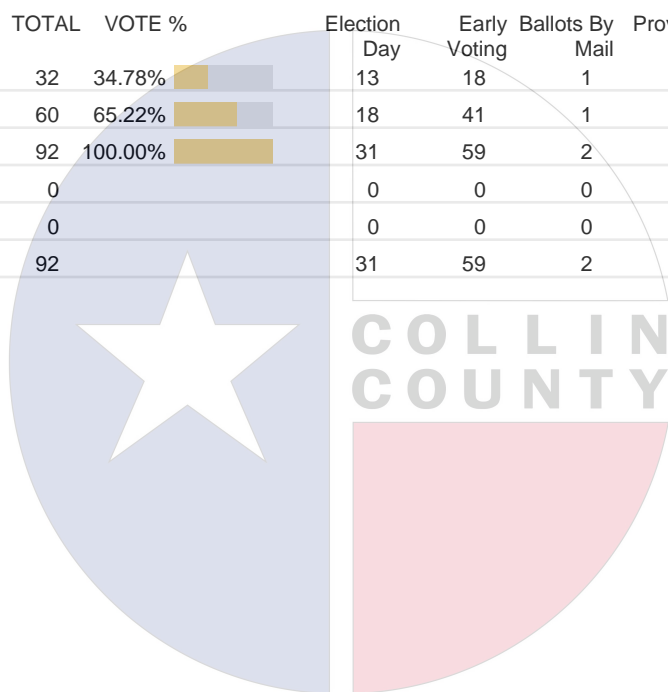 TOTAL VOTE % Election Early Ballots By Prov
Day Voting Mail
32 34.78% 13 18 1
60 65.22% 18 41 1
92 100.00% 31 59 2
0 0 0 0
0 0 0 0
92 31 59 2
COLLIN
COUNTY